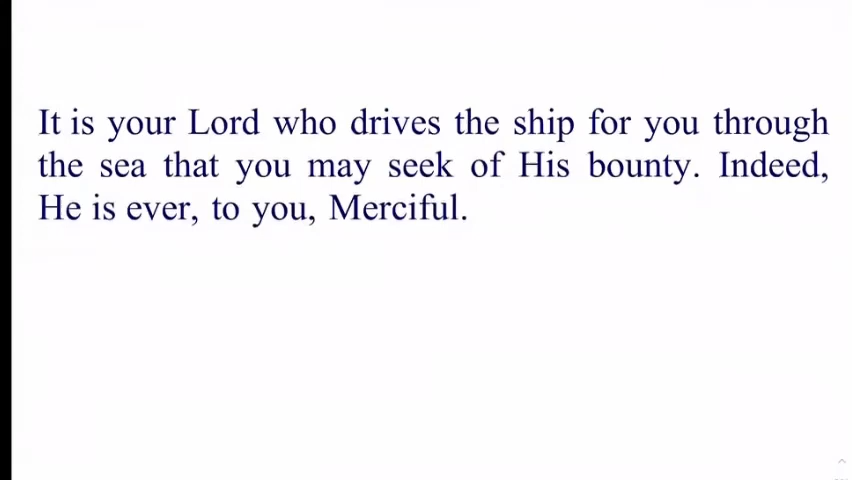 It is your Lord who drives the ship for you through
the sea that you may seek of His bounty. Indeed,
He is ever, to you, Merciful.